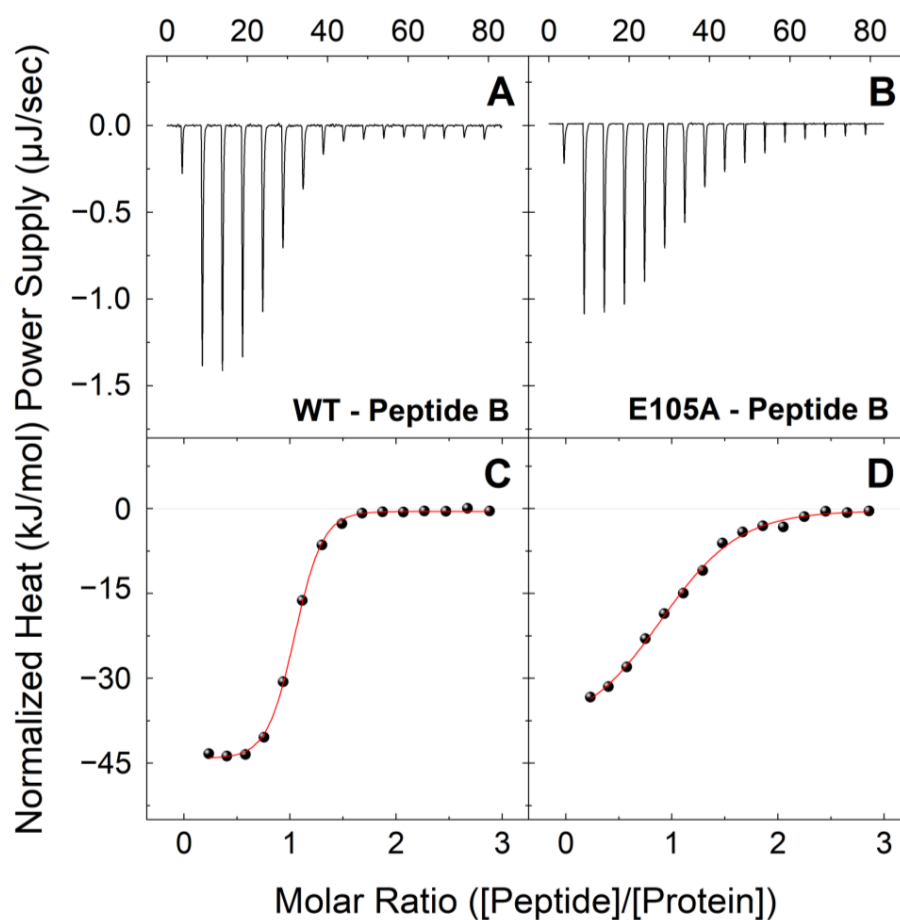 0 20 40 60 80 0 20 40 60 80
A B
0.0
−0.5
−1.0
−1.5
WT - Peptide B E105A - Peptide B
Power Supply (µJ/sec)
C D
0
−15
−30
−45
Normalized Heat (kJ/mol)
0 1 2 3 0 1 2 3
Molar Ratio ([Peptide]/[Protein])